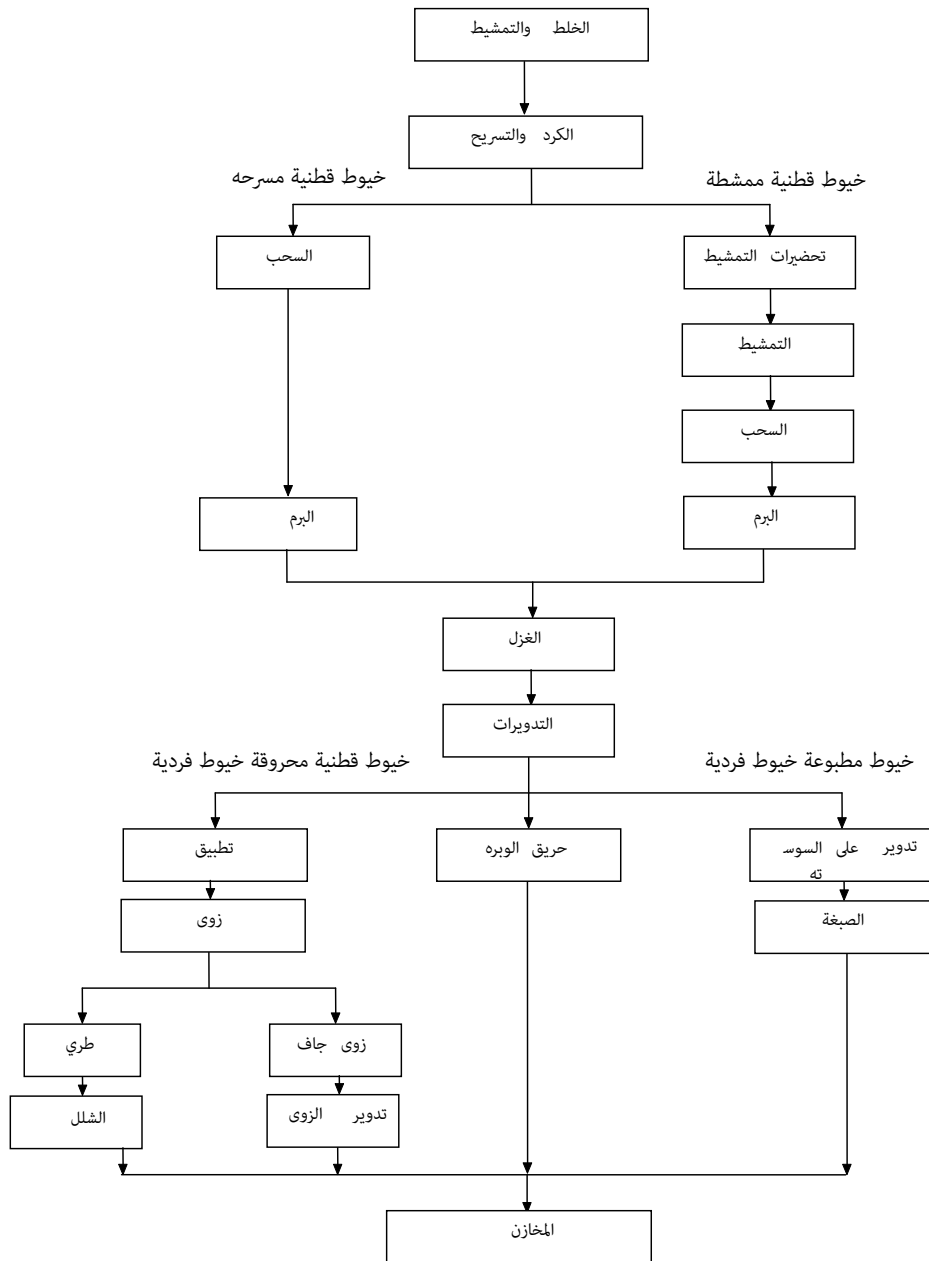 الخلط والتمشيط
الكرد والتسريح
خيوط قطنية ممشطة
خيوط قطنية مسرحه
تحضيرات التمشيط
السحب
التمشيط
السحب
البرم
البرم
الغزل
التدويرات
خيوط مطبوعة خيوط فردية
خيوط قطنية محروقة خيوط فردية
تدوير على السوسـ
ته
حريق الوبره
تطبيق
الصبغة
زوى
زوى جاف
طري
تدوير الزوى
الشلل
المخازن